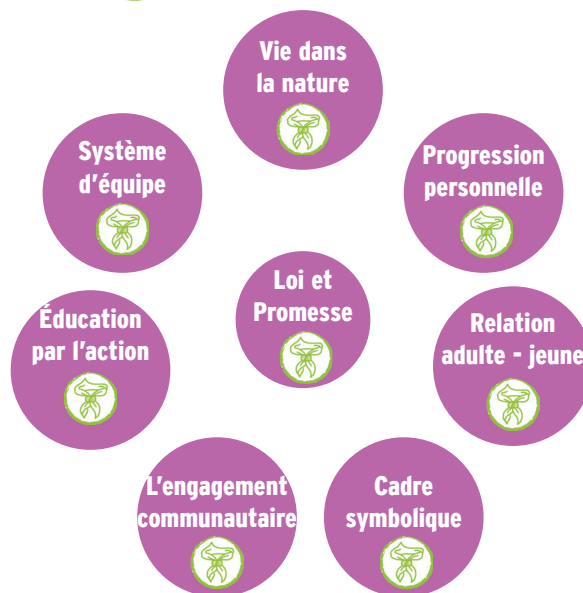 Vie dans
la nature
Système
d'équipe
Progression
personnelle
Loi et
Promesse
Éducation
par l'action
Relation
adulte - jeune
L'engagement
communautaire
Cadre
symbolique